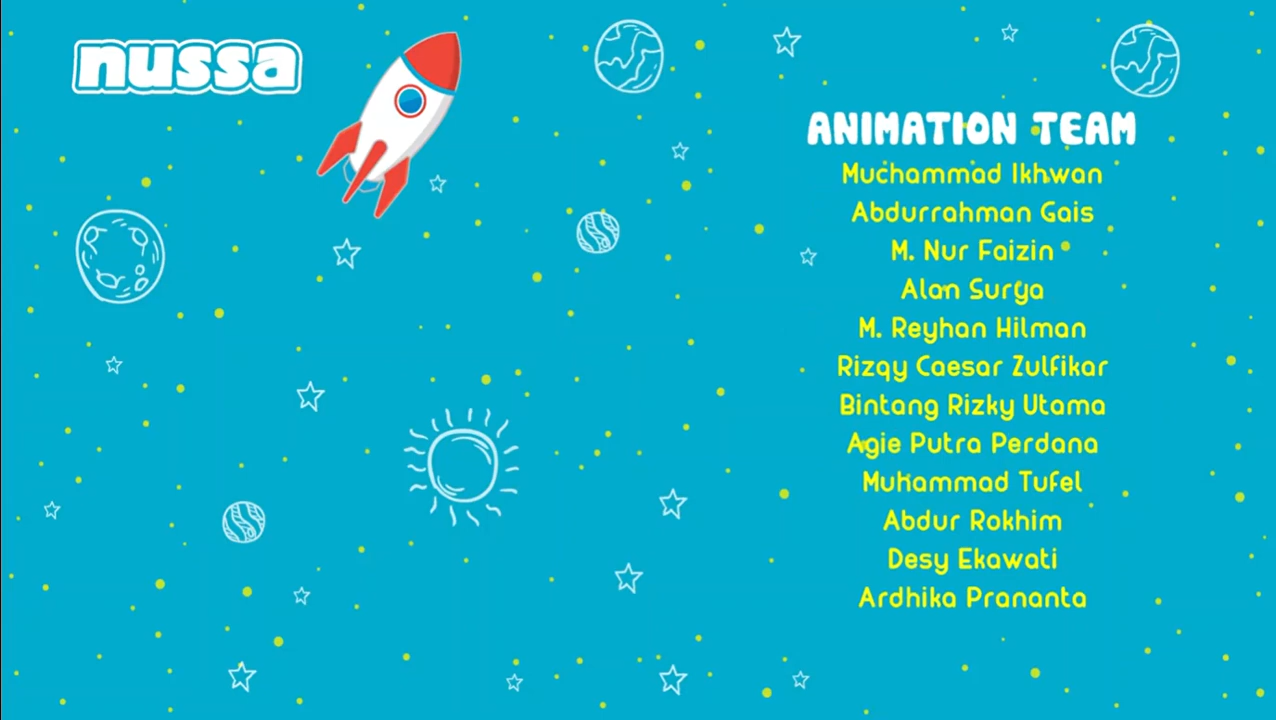 nussa
ANIMATION TEAM
Muchammad Ikhwan
Abdurrahman Gais
M. Nur Faizin
Alan Surya
M. Reyhan Hilman
Rizqy Caesar Zulfikar
Bintang Rizky Utama
Agie Putra Perdana
Muhammad Tufel
Abdur Rokhim
Desy Ekawati
Ardhika Prananta